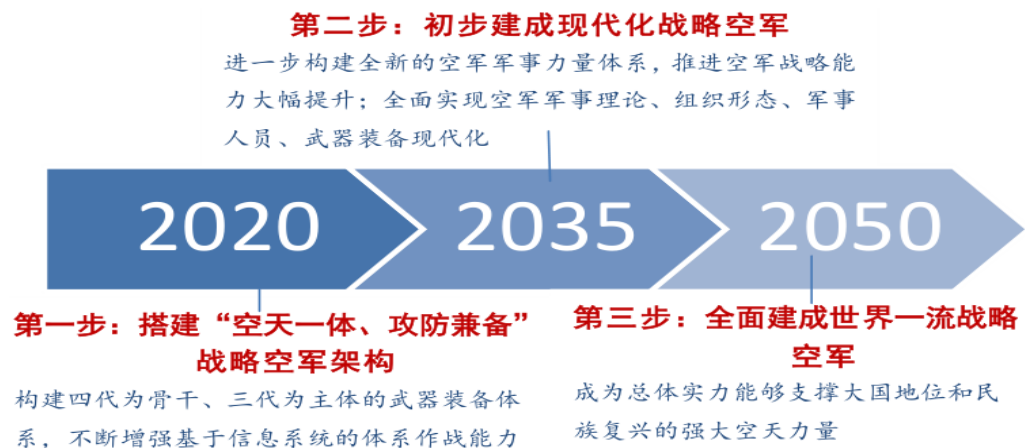 第二步：初步建成现代化战略空军
进一步构建全新的空军军事力量体系，推进空军战略能
力大幅提升；全面实现空军军事理论、组织形态、军事
人员、武器装备现代化
2020
2035
2050
第一步：搭建“空天一体、攻防兼备”
战略空军架构
构建四代为骨干、三代为主体的武器装备体
系，不断增强基于信息系统的体系作战能力
第三步：全面建成世界一流战略
空军
成为总体实力能够支撑大国地位和民
族复兴的强大空天力量